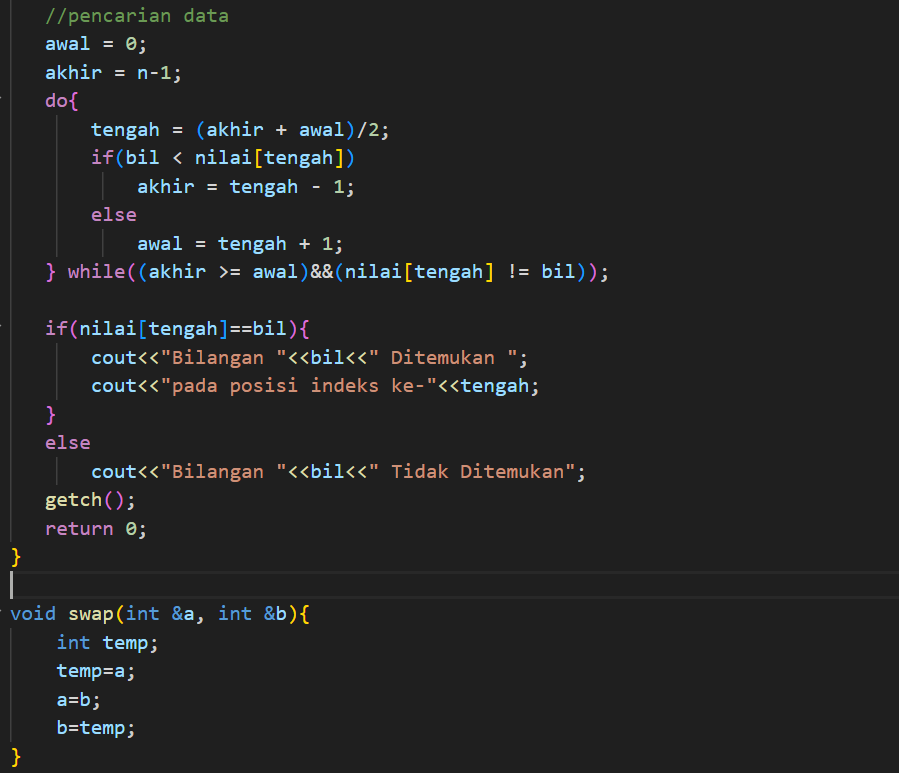 //pencarian data
awal = 0;
akhir = n-1;
do{
tengah = (akhir + awal)/2;
if(bil < nilai[tengah])
akhir = tengah - 1;
else
awal = tengah + 1;
} while((akhir >= awal)&&(nilai[tengah] != bil));
if(nilai[tengah]==bil){
cout<<"Bilangan "<<bil<<" Ditemukan ";
cout<<"pada posisi indeks ke-"<<tengah;
}
else
cout<<"Bilangan "<<bil<<" Tidak Ditemukan";
getch();
return 0;
}
void swap(int &a, int &b){
int temp;
temp=a;
a=b;
b=temp;
}